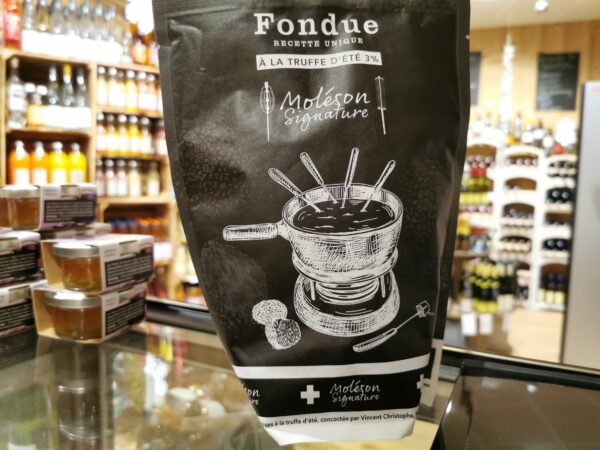 Fondue
RECETTE UNIQUE
À LA TRUFFE D'ÉTÉ 3%
Moléson
Signature
Moléson
Signature
à la truffe d'été, concoctée par Vincent Christophe